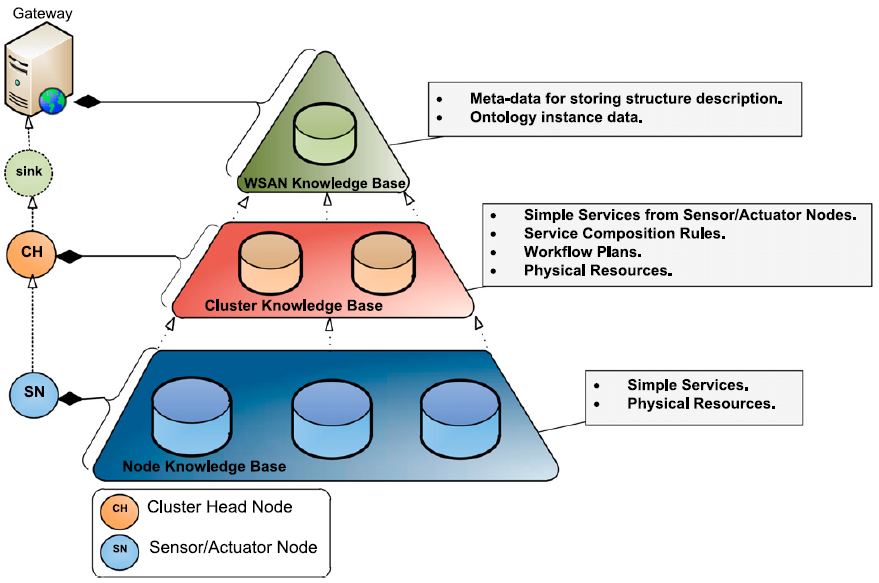 Gateway
sink
CH
SN
WSAN Knowledge Base
Cluster Knowledge Base
Node Knowledge Base
• Meta-data for storing structure description.
• Ontology instance data.
• Simple Services from Sensor/Actuator Nodes.
• Service Composition Rules.
• Workflow Plans.
• Physical Resources.
• Simple Services.
• Physical Resources.
CH Cluster Head Node
SN Sensor/Actuator Node